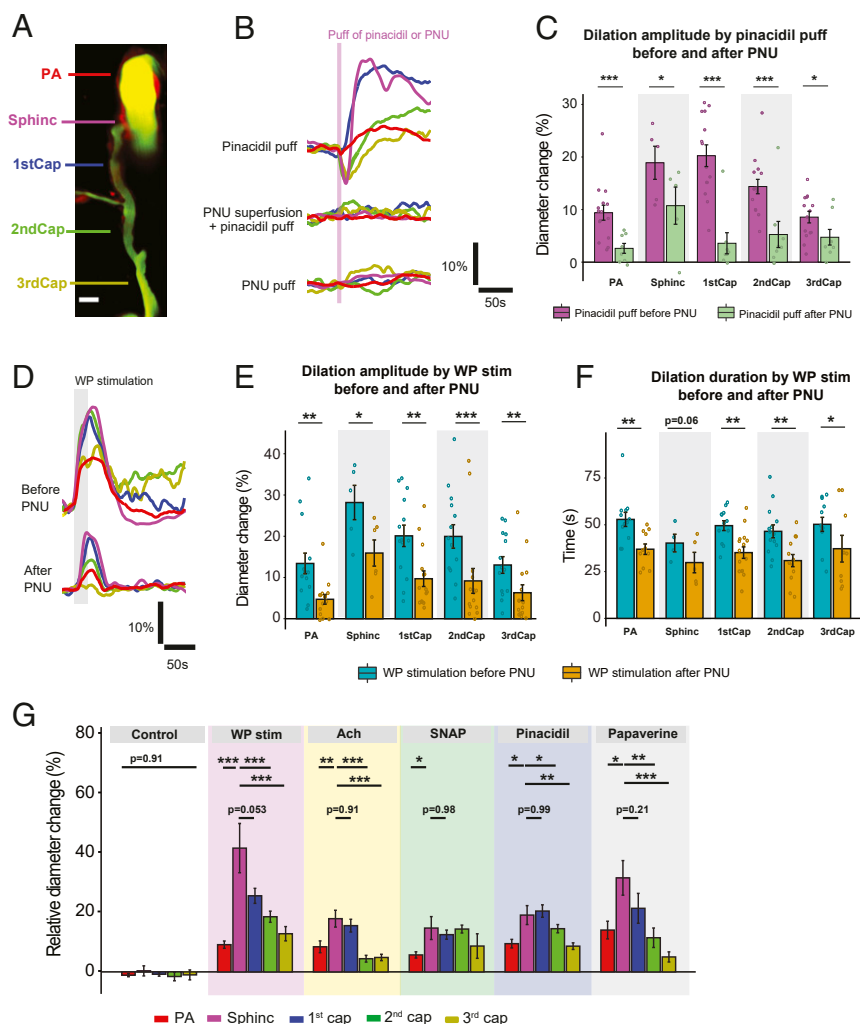 A
PA
Sphinc
1stCap
2ndCap
3rdCap
B
Puff of pinacidil or PNU
Pinacidil puff
PNU superfusion
+ pinacidil puff
PNU puff
10%
50s
C
Dilation amplitude by pinacidil puff
before and after PNU
*** * *** *** *
Diameter change (%)
30
20
10
0
PA Sphinc 1stCap 2ndCap 3rdCap
Pinacidil puff before PNU Pinacidil puff after PNU
D
WP stimulation
Before
PNU
After
PNU
10%
50s
E
Dilation amplitude by WP stim
before and after PNU
** * ** *** **
Diameter change (%)
40
30
20
10
0
PA Sphinc 1stCap 2ndCap 3rdCap
F
Dilation duration by WP stim
before and after PNU
** p=0.06 ** ** *
Time (s)
75
50
25
0
PA Sphinc 1stCap 2ndCap 3rdCap
WP stimulation before PNU WP stimulation after PNU
G
Relative diameter change (%)
80
60
40
20
0
Control WP stim Ach SNAP Pinacidil Papaverine
p=0.91
*** *** ** *** * * * * **
*** *** ** ***
p=0.053 p=0.91 p=0.98 p=0.99 p=0.21
PA Sphinc 1st cap 2nd cap 3rd cap